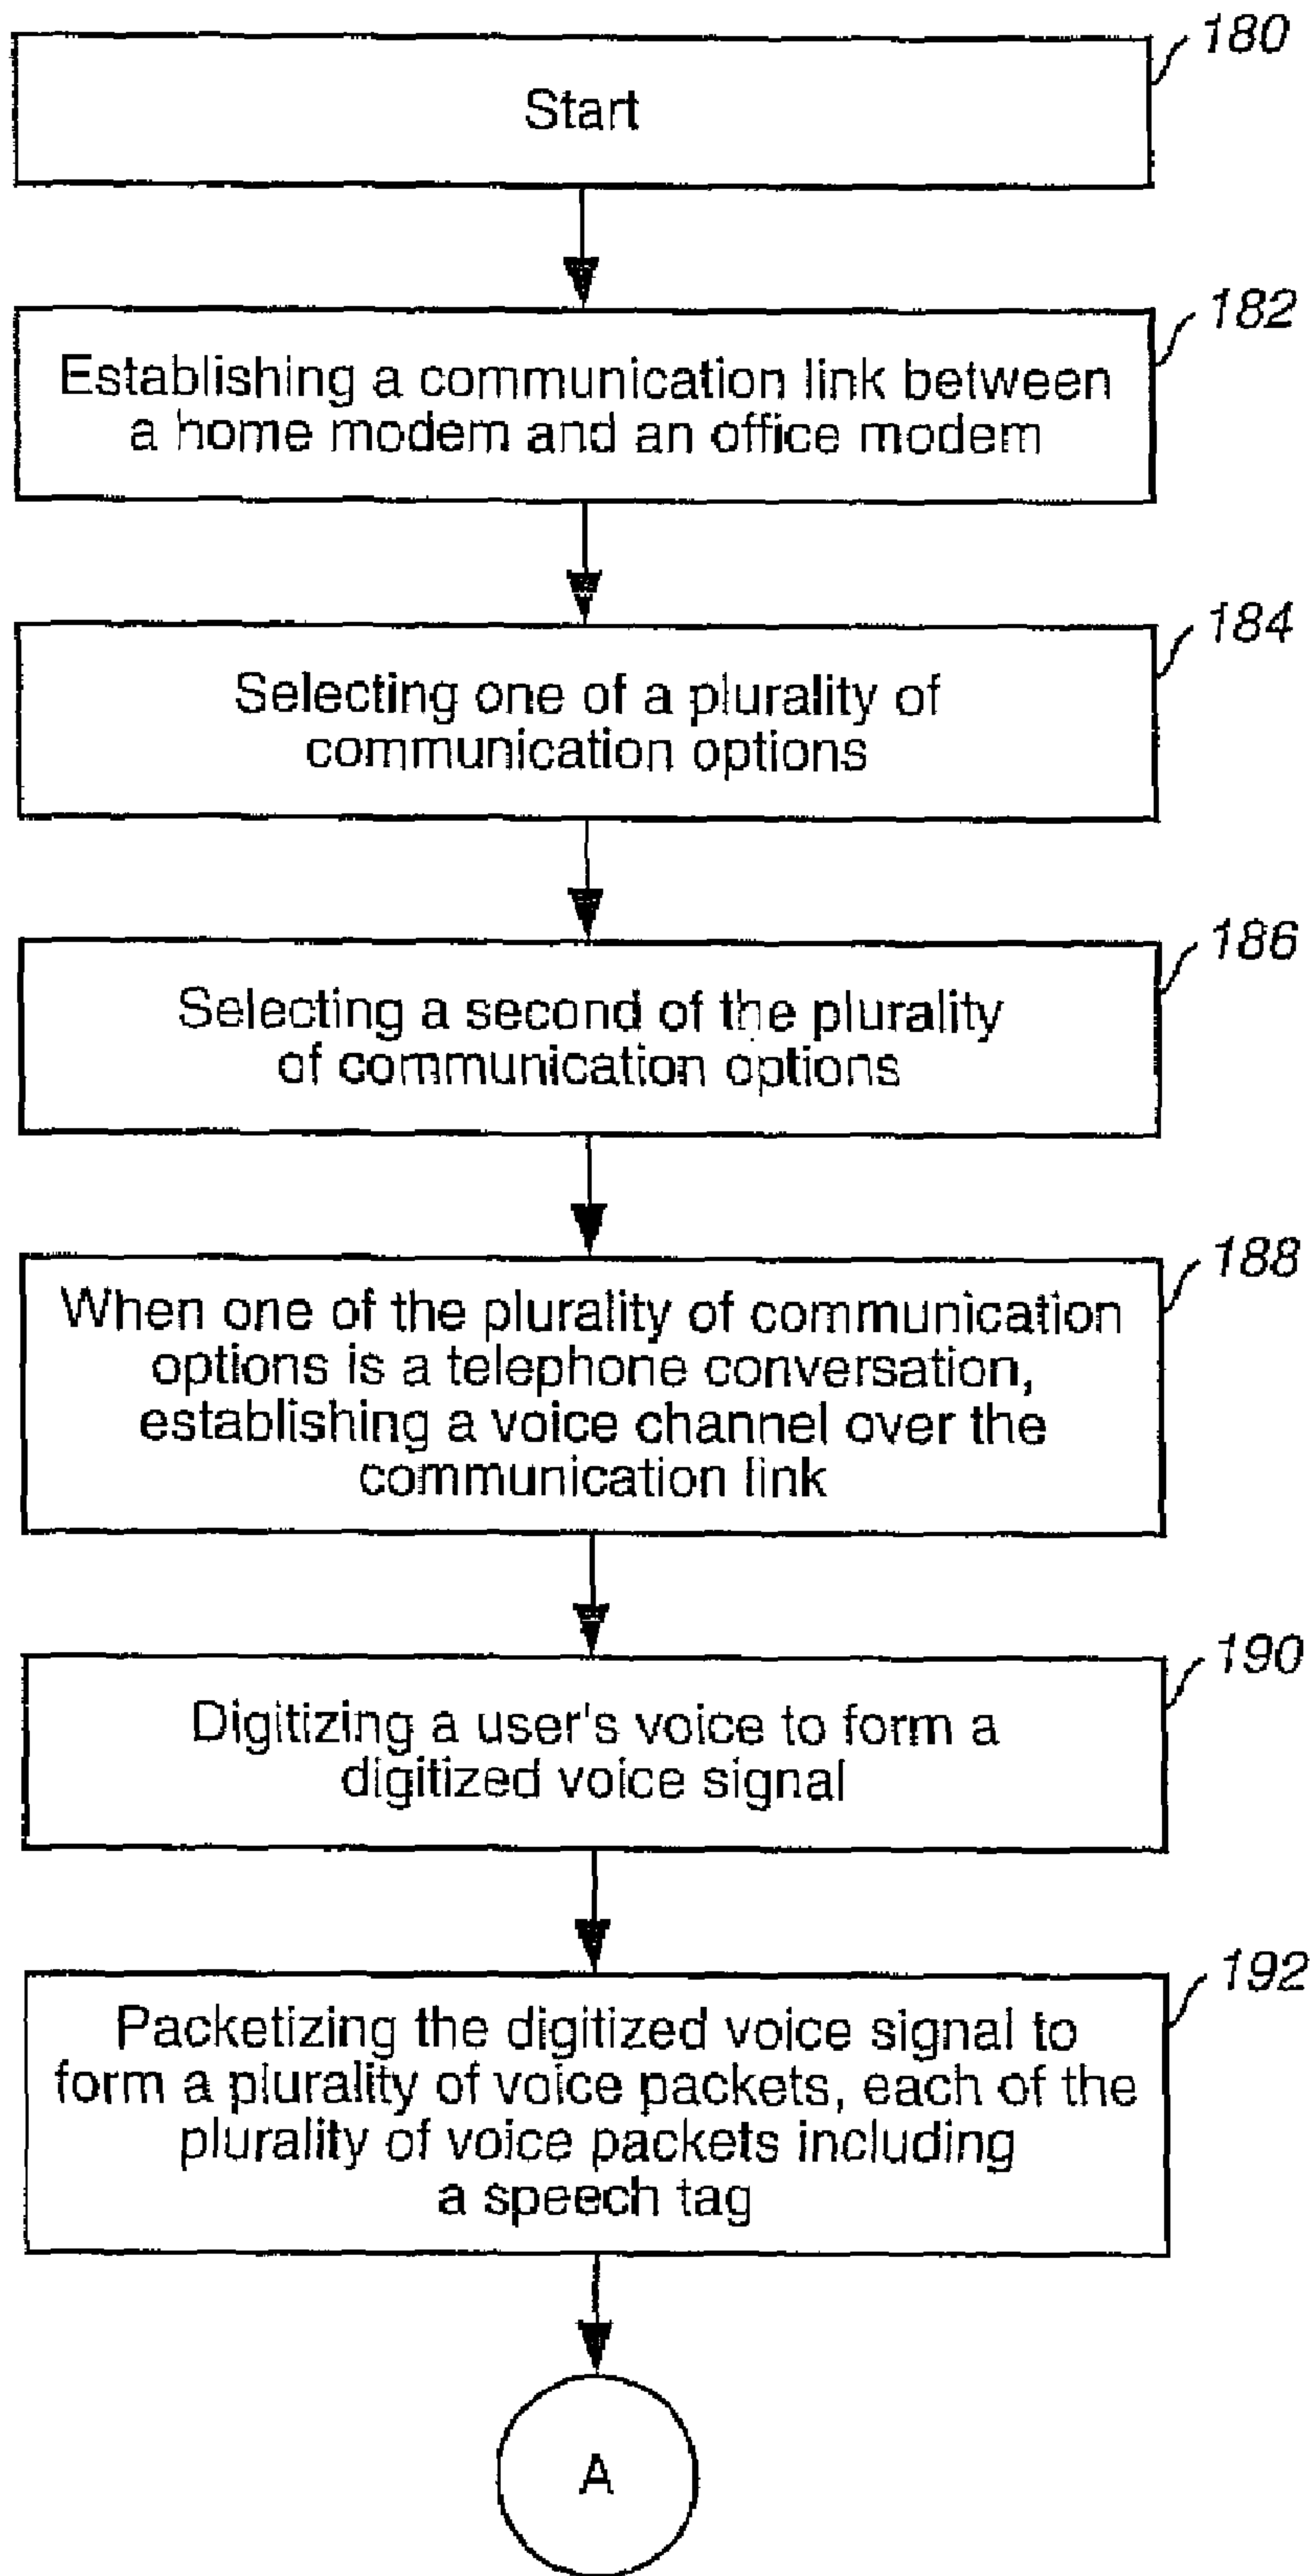 180
Start
182
Establishing a communication link between
a home modem and an office modem
184
Selecting one of a plurality of
communication options
186
Selecting a second of the plurality
of communication options
188
When one of the plurality of communication
options is a telephone conversation,
establishing a voice channel over the
communication link
190
Digitizing a user's voice to form a
digitized voice signal
192
Packetizing the digitized voice signal to
form a plurality of voice packets, each of the
plurality of voice packets including
a speech tag
A